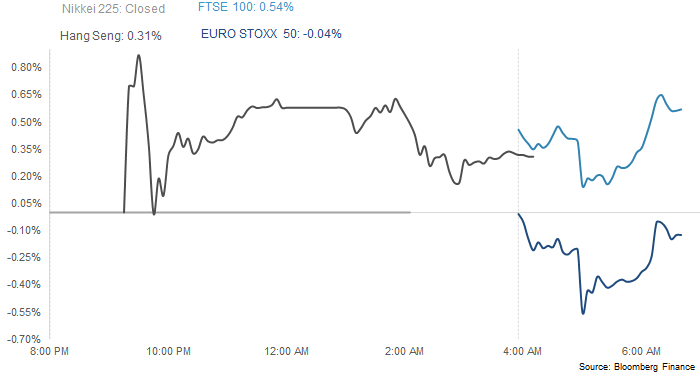 Nikkei 225: Closed FTSE 100: 0.54%
Hang Seng: 0.31% EURO STOXX 50: -0.04%
0.80%
0.65%
0.50%
0.35%
0.20%
0.05%
-0.10%
-0.25%
-0.40%
-0.55%
-0.70%
8:00 PM 10:00 PM 12:00 AM 2:00 AM 4:00 AM 6:00 AM
Source: Bloomberg Finance